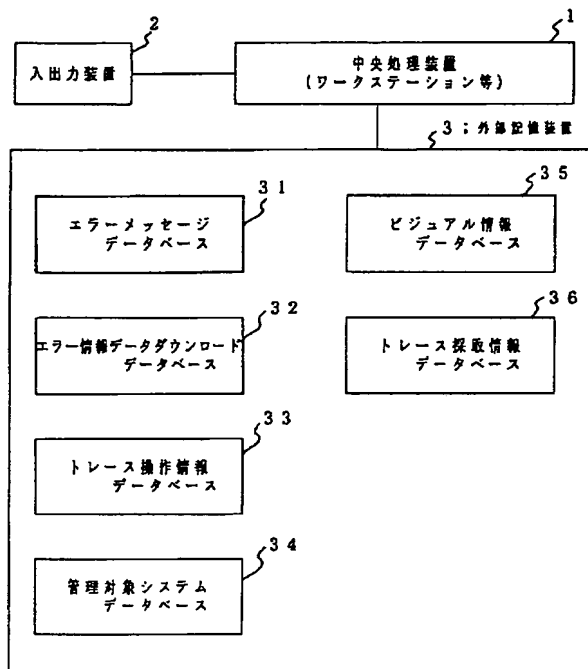 2
入出力装置
1
中央処理装置
(ワークステーション等)
3;外部記憶装置
31
エラーメッセージ
データベース
32
エラー情報データダウンロード
データベース
33
トレース操作情報
データベース
34
管理対象システム
データベース
35
ビジュアル情報
データベース
36
トレース採取情報
データベース